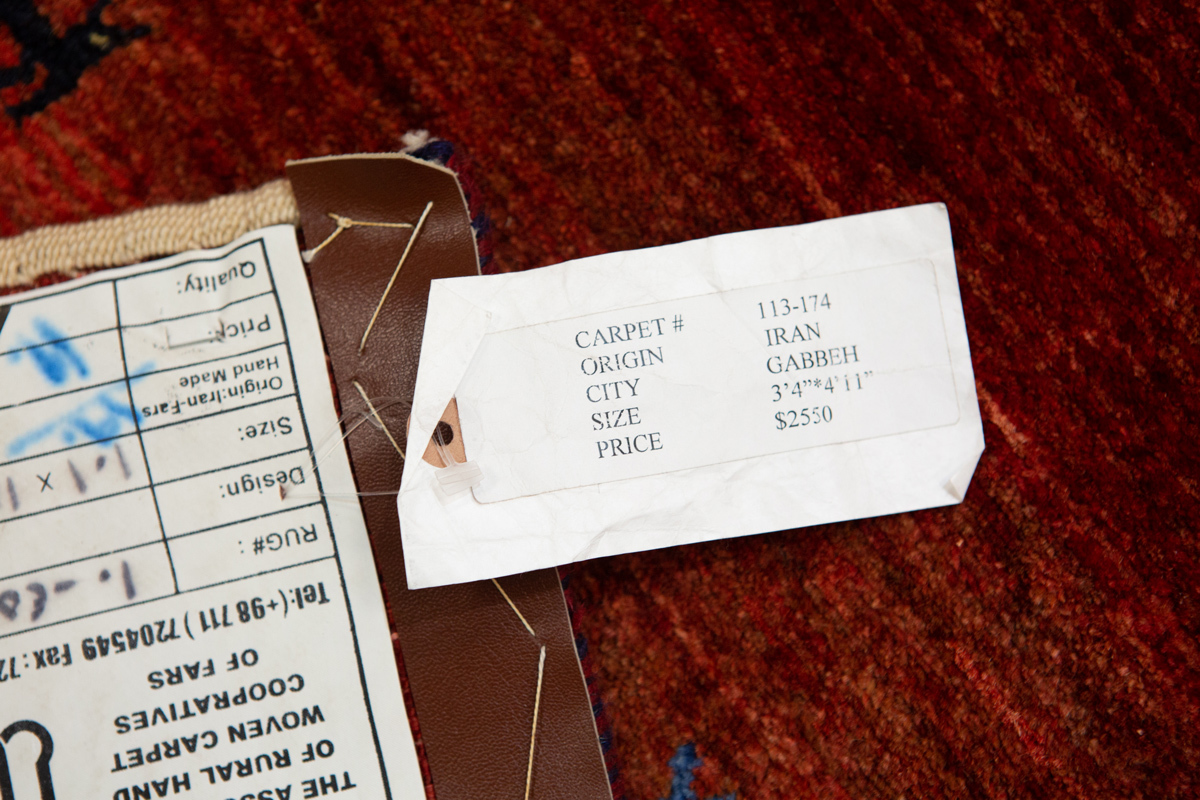 CARPET # 113-174
ORIGIN IRAN
CITY GABBEH
SIZE 3'4"*4'11"
PRICE $2550
THE
OF RURAL HAND
WOVEN CARPET
COOPRATIVES
OF FARS
Tel:(+98 711) 7204549 Fax:72
RUG# :
Design:
Size: X
Origin:Iran-Fars
Hand Made
Price:
Quality: